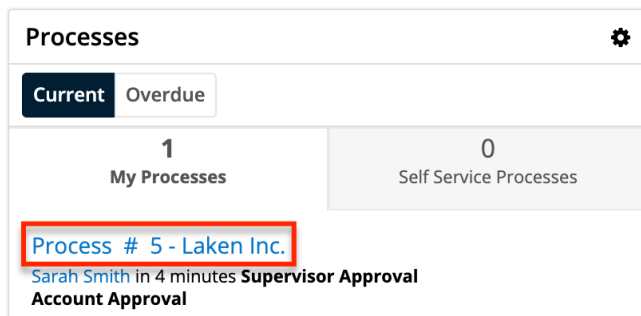 Processes
Current Overdue
1 0
My Processes Self Service Processes
Process # 5 - Laken Inc.
Sarah Smith in 4 minutes Supervisor Approval
Account Approval